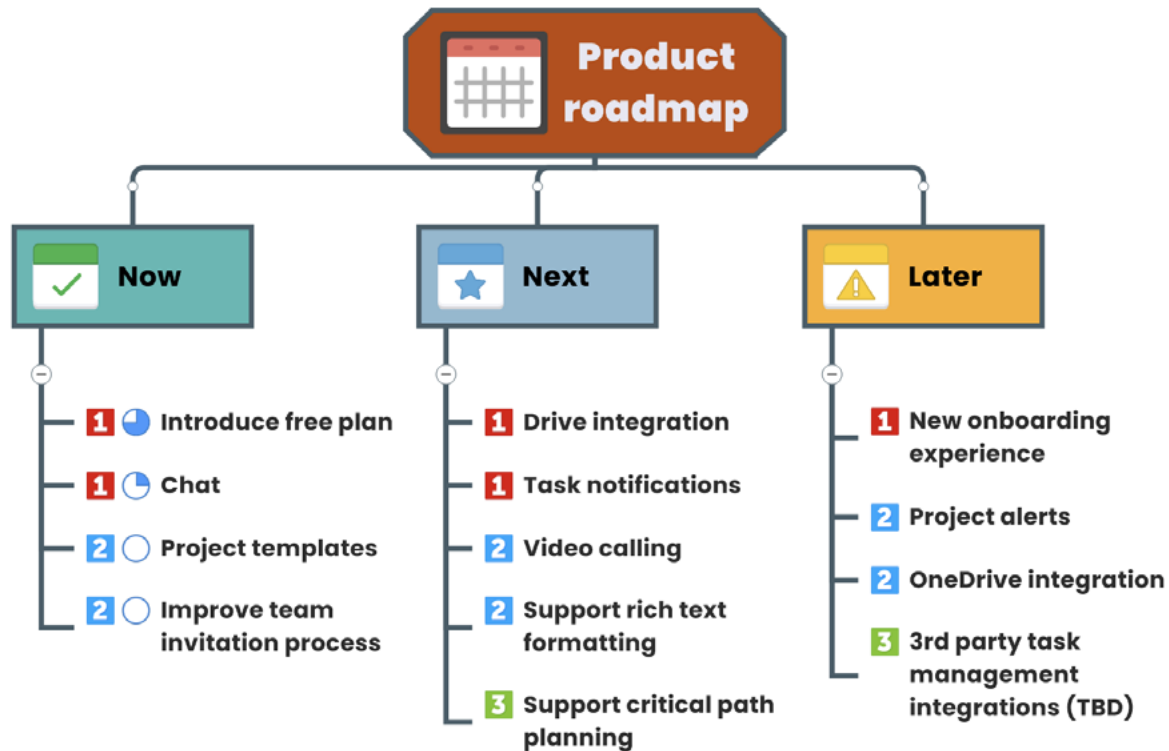 Product
roadmap
Now
1 Introduce free plan
1 Chat
2 Project templates
2 Improve team
invitation process
Next
1 Drive integration
1 Task notifications
2 Video calling
2 Support rich text
formatting
3 Support critical path
planning
Later
1 New onboarding
experience
2 Project alerts
2 OneDrive integration
3 3rd party task
management
integrations (TBD)